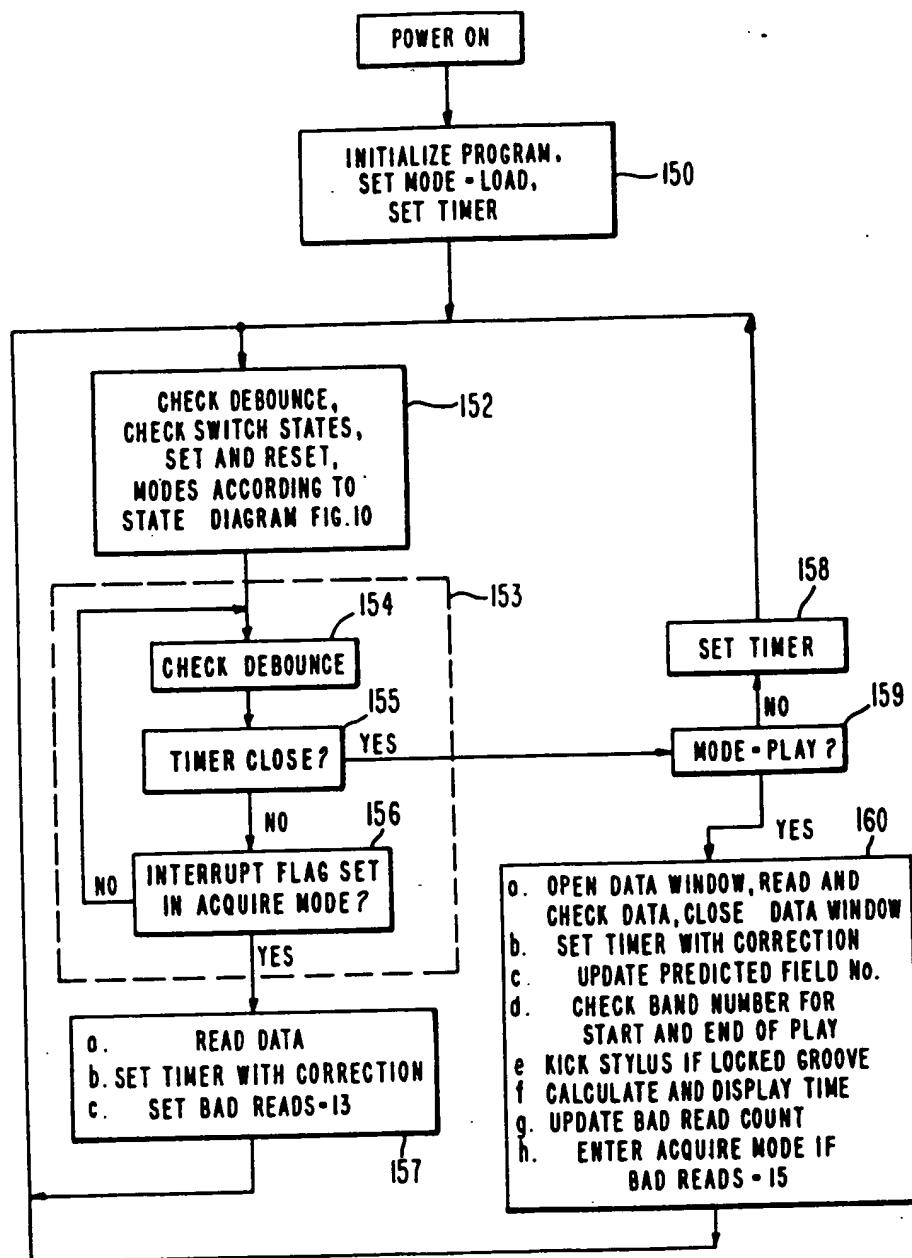 POWER ON
INITIALIZE PROGRAM,
SET MODE = LOAD,
SET TIMER
150
CHECK DEBOUNCE,
CHECK SWITCH STATES,
SET AND RESET,
MODES ACCORDING TO
STATE DIAGRAM FIG.10
152
153
154
CHECK DEBOUNCE
155
TIMER CLOSE?
YES
NO
156
INTERRUPT FLAG SET
IN ACQUIRE MODE?
NO
YES
a. READ DATA
b. SET TIMER WITH CORRECTION
c. SET BAD READS=13
157
158
SET TIMER
NO
159
MODE = PLAY?
YES
160
a. OPEN DATA WINDOW, READ AND
CHECK DATA, CLOSE DATA WINDOW
b. SET TIMER WITH CORRECTION
c. UPDATE PREDICTED FIELD No.
d. CHECK BAND NUMBER FOR
START AND END OF PLAY
e KICK STYLUS IF LOCKED GROOVE
f CALCULATE AND DISPLAY TIME
g. UPDATE BAD READ COUNT
h. ENTER ACQUIRE MODE IF
BAD READS = 15